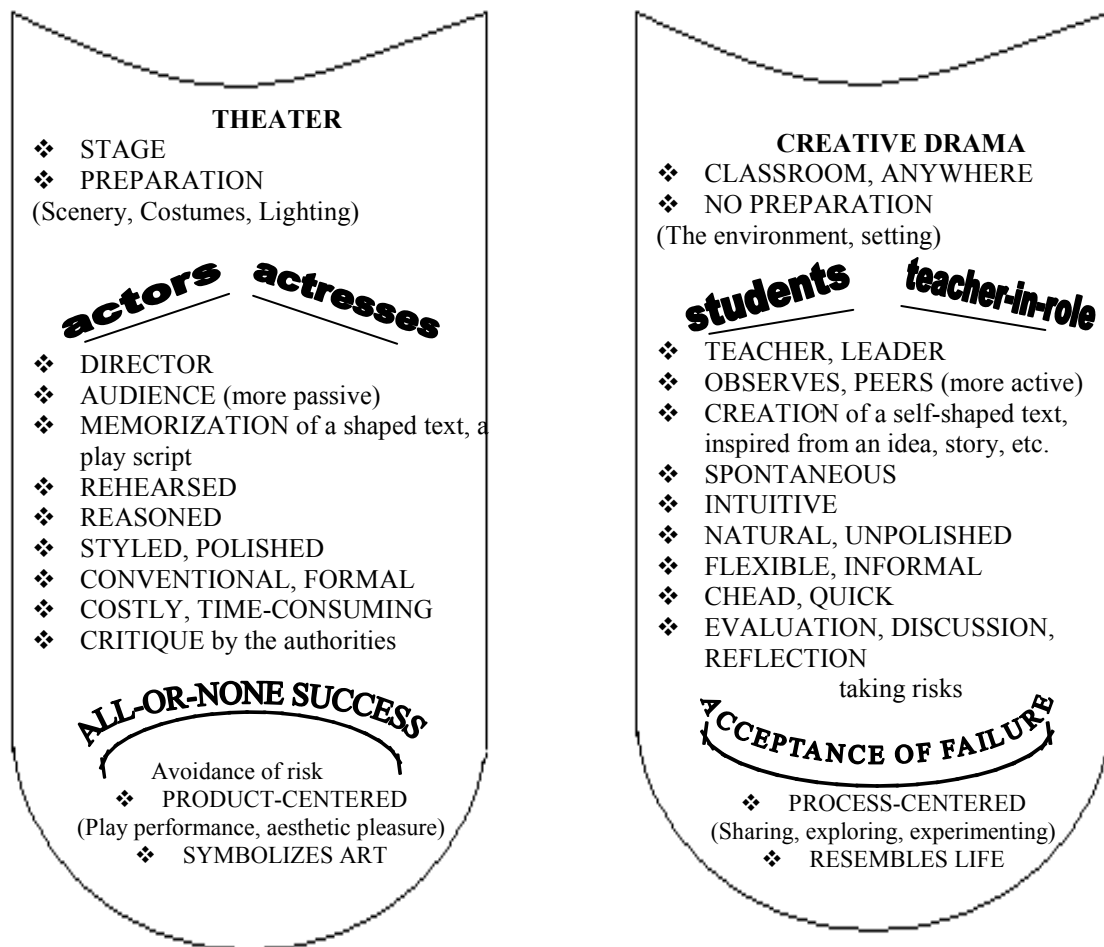 THEATER
❖ STAGE
❖ PREPARATION
(Scenery, Costumes, Lighting)
actors actresses
❖ DIRECTOR
❖ AUDIENCE (more passive)
❖ MEMORIZATION of a shaped text, a
play script
❖ REHEARSED
❖ REASONED
❖ STYLED, POLISHED
❖ CONVENTIONAL, FORMAL
❖ COSTLY, TIME-CONSUMING
❖ CRITIQUE by the authorities
ALL-OR-NONE SUCCESS
Avoidance of risk
❖ PRODUCT-CENTERED
(Play performance, aesthetic pleasure)
❖ SYMBOLIZES ART
CREATIVE DRAMA
❖ CLASSROOM, ANYWHERE
❖ NO PREPARATION
(The environment, setting)
students teacher-in-role
❖ TEACHER, LEADER
❖ OBSERVES, PEERS (more active)
❖ CREATION of a self-shaped text,
inspired from an idea, story, etc.
❖ SPONTANEOUS
❖ INTUITIVE
❖ NATURAL, UNPOLISHED
❖ FLEXIBLE, INFORMAL
❖ CHEAD, QUICK
❖ EVALUATION, DISCUSSION,
REFLECTION
taking risks
ACCEPTANCE OF FAILURE
❖ PROCESS-CENTERED
(Sharing, exploring, experimenting)
❖ RESEMBLES LIFE